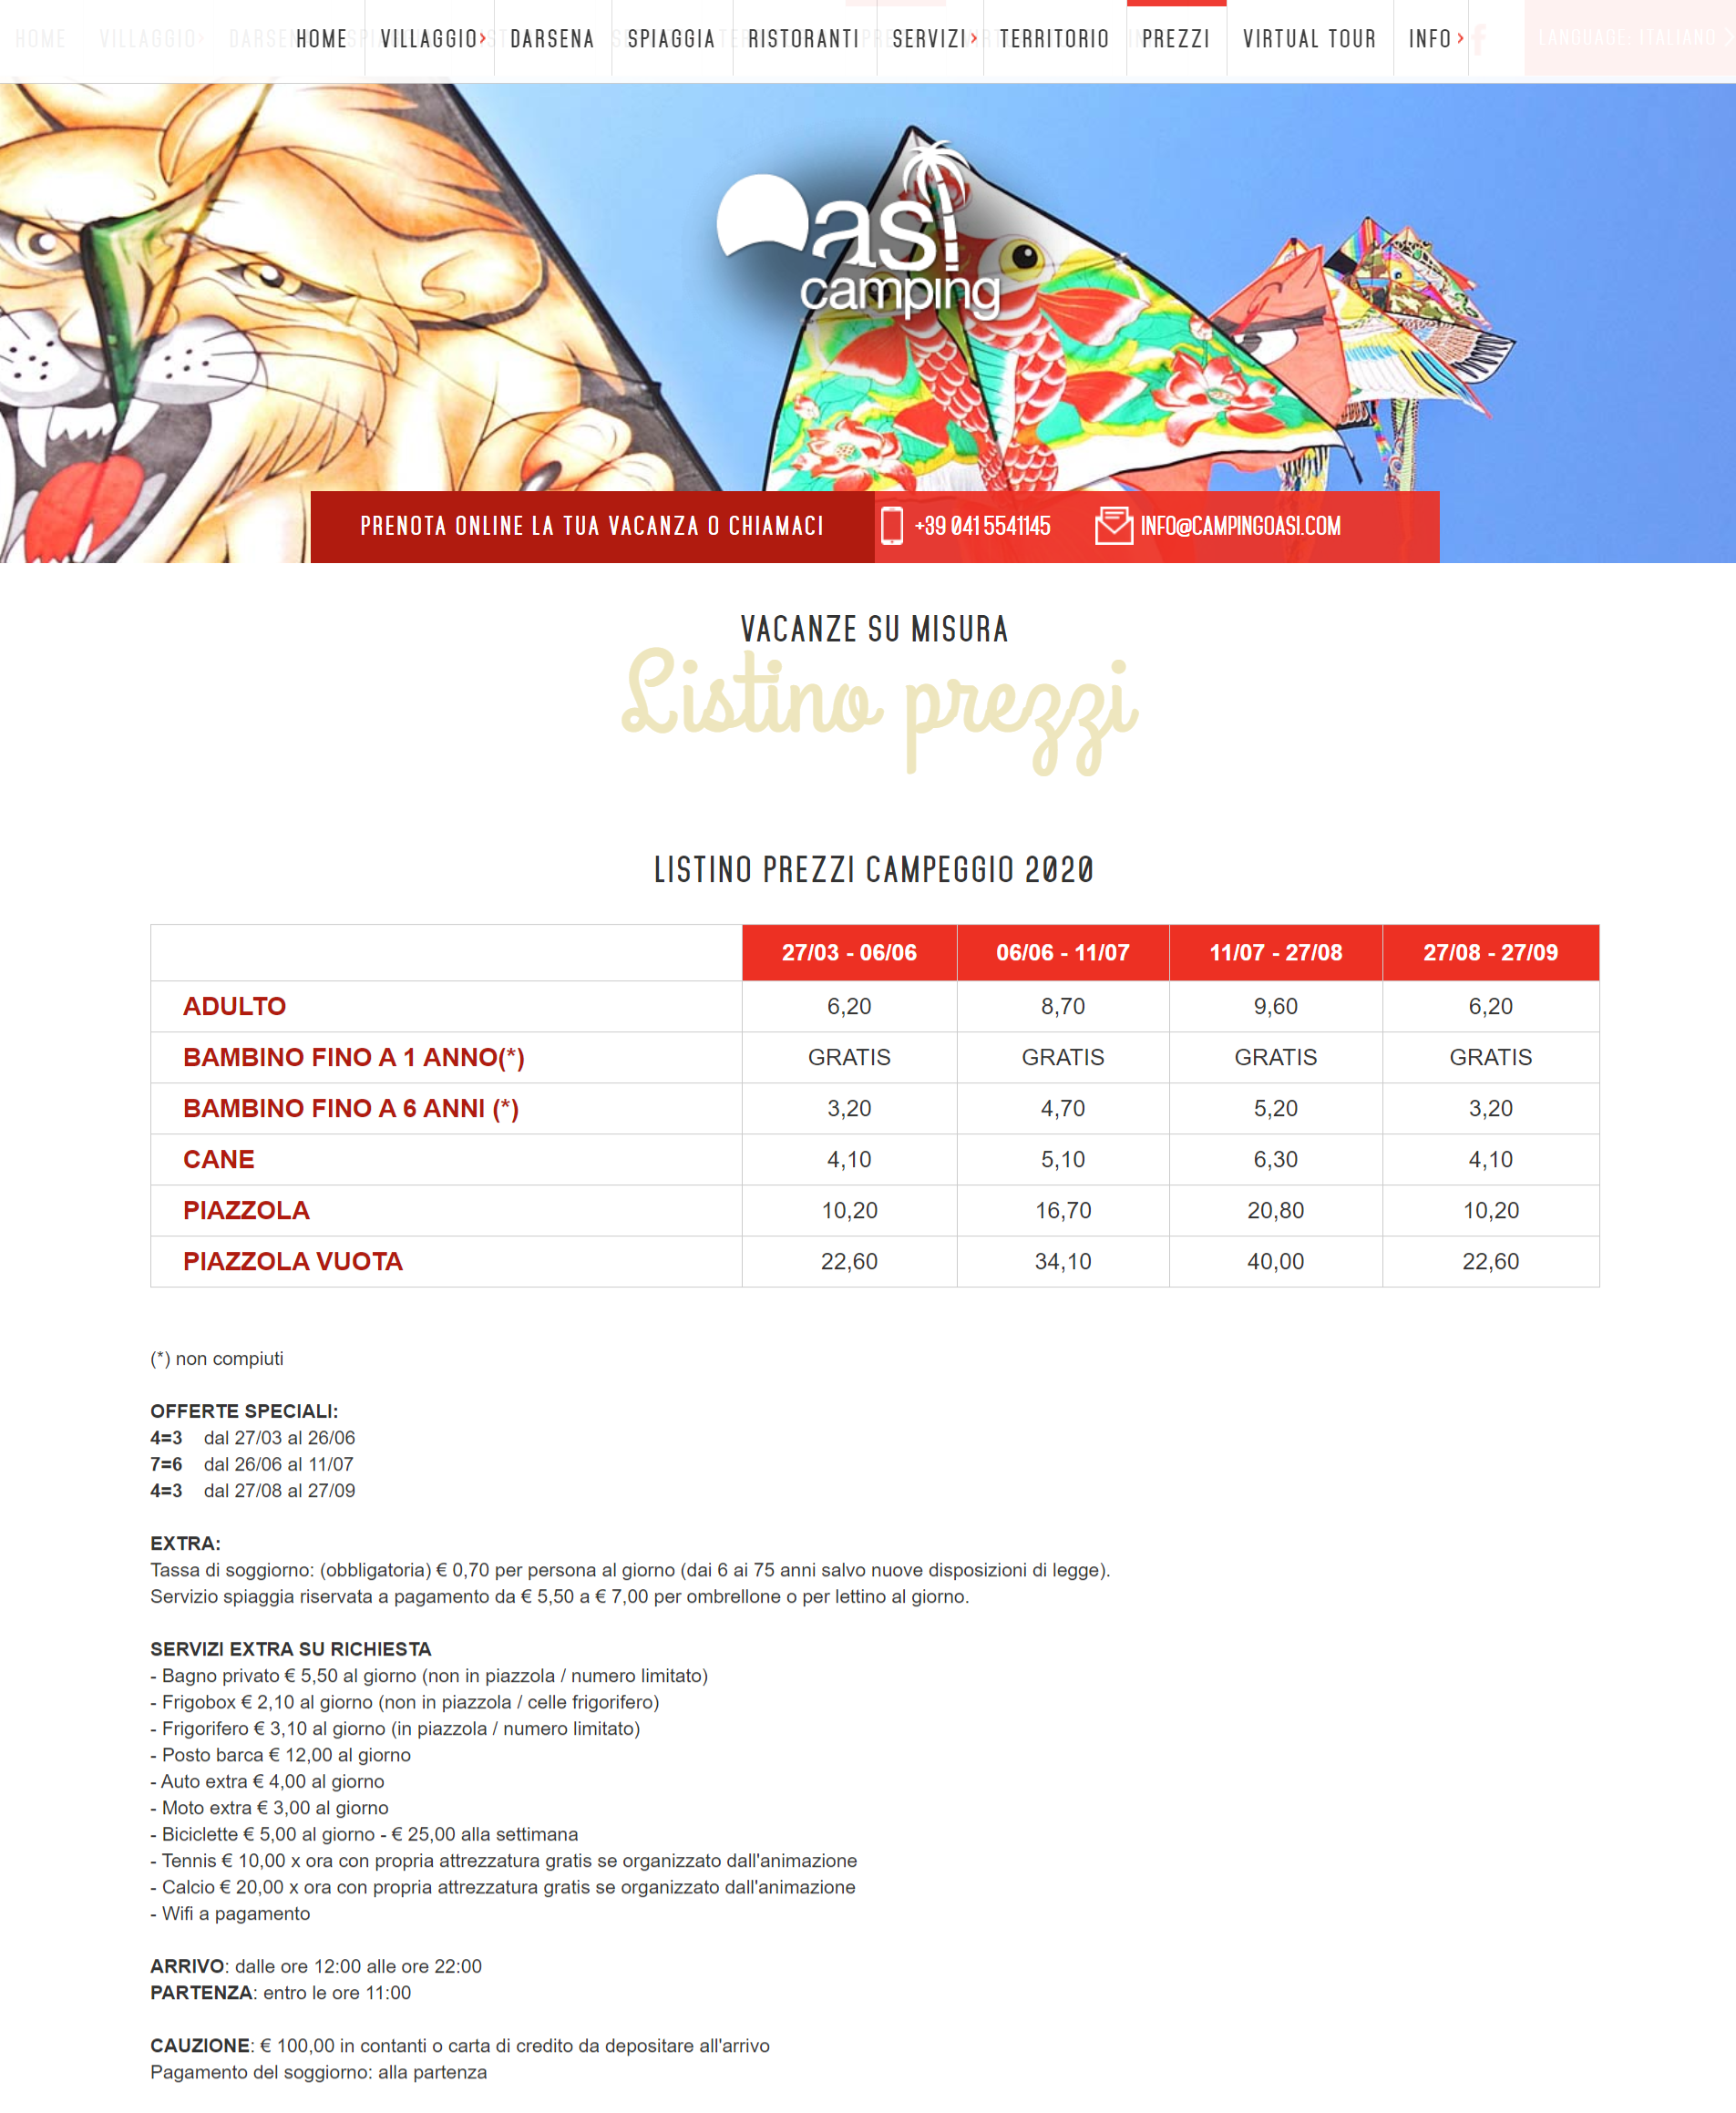 HOME VILLAGGIO DARSENA SPIAGGIA RISTORANTI SERVIZI TERRITORIO PREZZI VIRTUAL TOUR INFO LANGUAGE: ITALIANO
Oasi
camping
PRENOTA ONLINE LA TUA VACANZA O CHIAMACI +39 041 5541145 INFO@CAMPINGOASI.COM
VACANZE SU MISURA
Listino prezzi
LISTINO PREZZI CAMPEGGIO 2020
27/03 - 06/06 06/06 - 11/07 11/07 - 27/08 27/08 - 27/09
ADULTO 6,20 8,70 9,60 6,20
BAMBINO FINO A 1 ANNO(*) GRATIS GRATIS GRATIS GRATIS
BAMBINO FINO A 6 ANNI (*) 3,20 4,70 5,20 3,20
CANE 4,10 5,10 6,30 4,10
PIAZZOLA 10,20 16,70 20,80 10,20
PIAZZOLA VUOTA 22,60 34,10 40,00 22,60
(*) non compiuti
OFFERTE SPECIALI:
4=3 dal 27/03 al 26/06
7=6 dal 26/06 al 11/07
4=3 dal 27/08 al 27/09
EXTRA:
Tassa di soggiorno: (obbligatoria) € 0,70 per persona al giorno (dai 6 ai 75 anni salvo nuove disposizioni di legge).
Servizio spiaggia riservata a pagamento da € 5,50 a € 7,00 per ombrellone o per lettino al giorno.
SERVIZI EXTRA SU RICHIESTA
- Bagno privato € 5,50 al giorno (non in piazzola / numero limitato)
- Frigobox € 2,10 al giorno (non in piazzola / celle frigorifero)
- Frigorifero € 3,10 al giorno (in piazzola / numero limitato)
- Posto barca € 12,00 al giorno
- Auto extra € 4,00 al giorno
- Moto extra € 3,00 al giorno
- Biciclette € 5,00 al giorno - € 25,00 alla settimana
- Tennis € 10,00 x ora con propria attrezzatura gratis se organizzato dall'animazione
- Calcio € 20,00 x ora con propria attrezzatura gratis se organizzato dall'animazione
- Wifi a pagamento
ARRIVO: dalle ore 12:00 alle ore 22:00
PARTENZA: entro le ore 11:00
CAUZIONE: € 100,00 in contanti o carta di credito da depositare all'arrivo
Pagamento del soggiorno: alla partenza